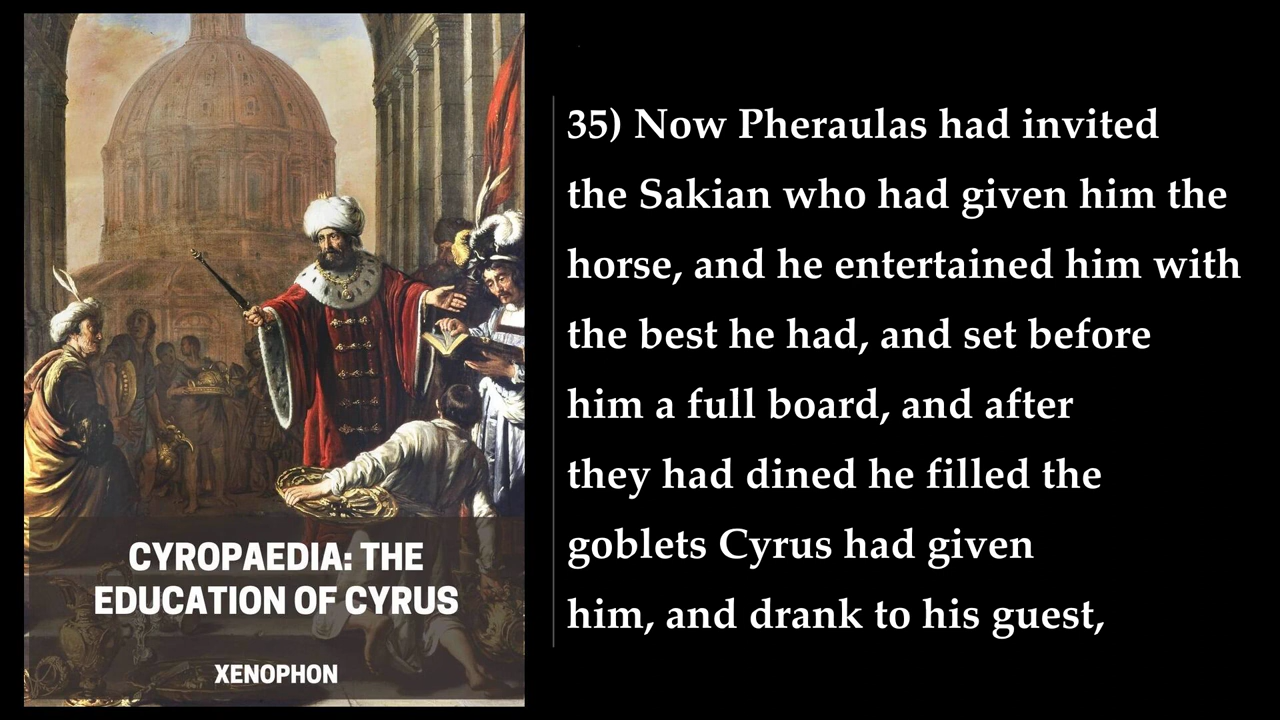 CYROPAEDIA: THE
EDUCATION OF CYRUS
XENOPHON
35) Now Pheraulas had invited
the Sakian who had given him the
horse, and he entertained him with
the best he had, and set before
him a full board, and after
they had dined he filled the
goblets Cyrus had given
him, and drank to his guest,